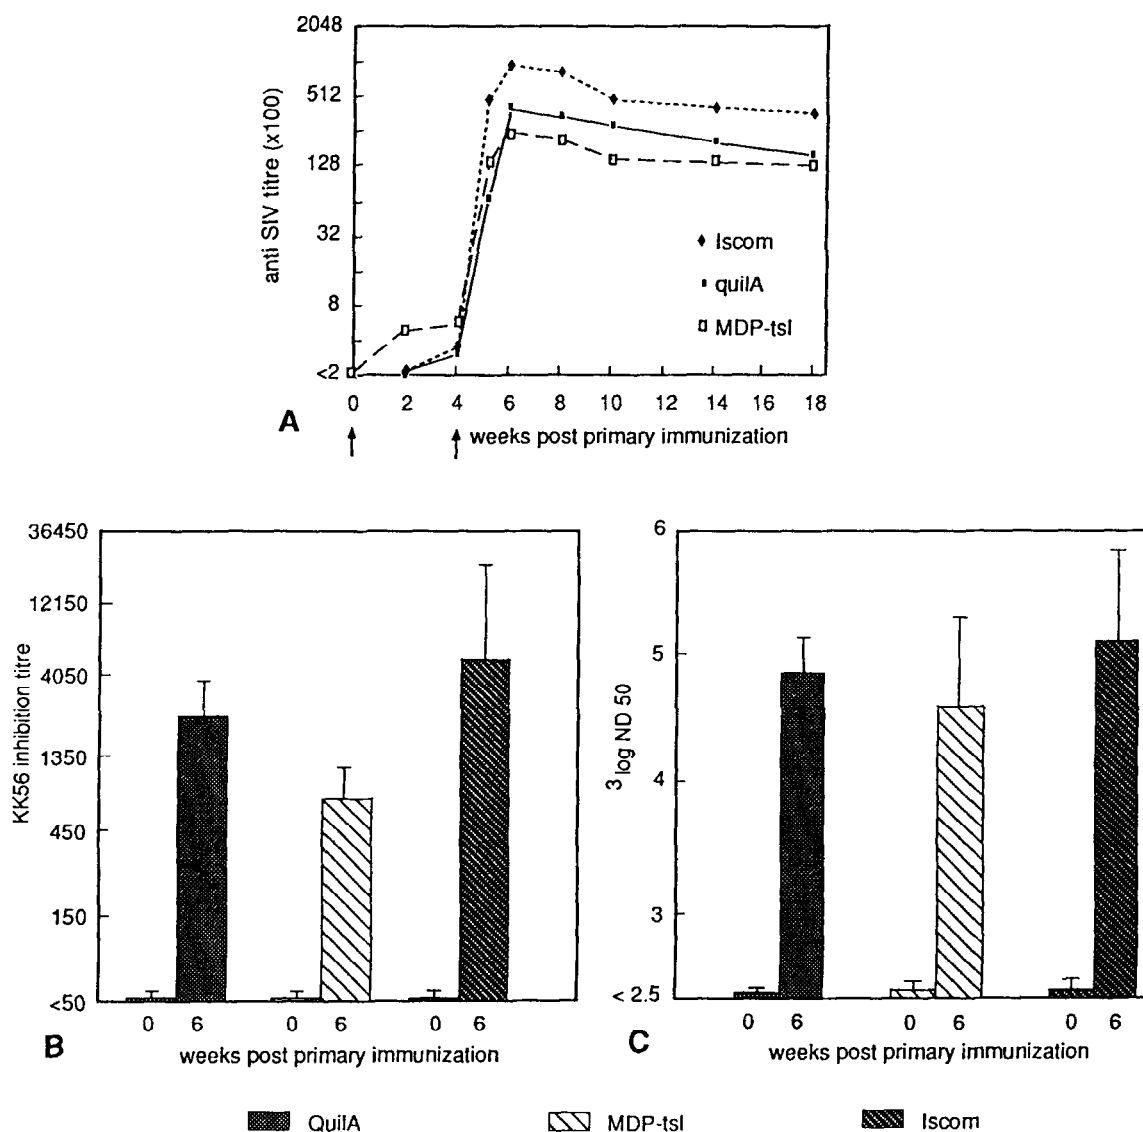 2048
512
128
32
8
<2
anti SIV titre (x100)
Iscom
quilA
MDP-tsl
0 2 4 6 8 10 12 14 16 18
A
weeks post primary immunization
36450
12150
4050
1350
450
150
<50
KK56 inhibition titre
0 6 0 6 0 6
B
weeks post primary immunization
6
5
4
3
< 2.5
3log ND 50
0 6 0 6 0 6
C
weeks post primary immunization
QuilA MDP-tsl Iscom